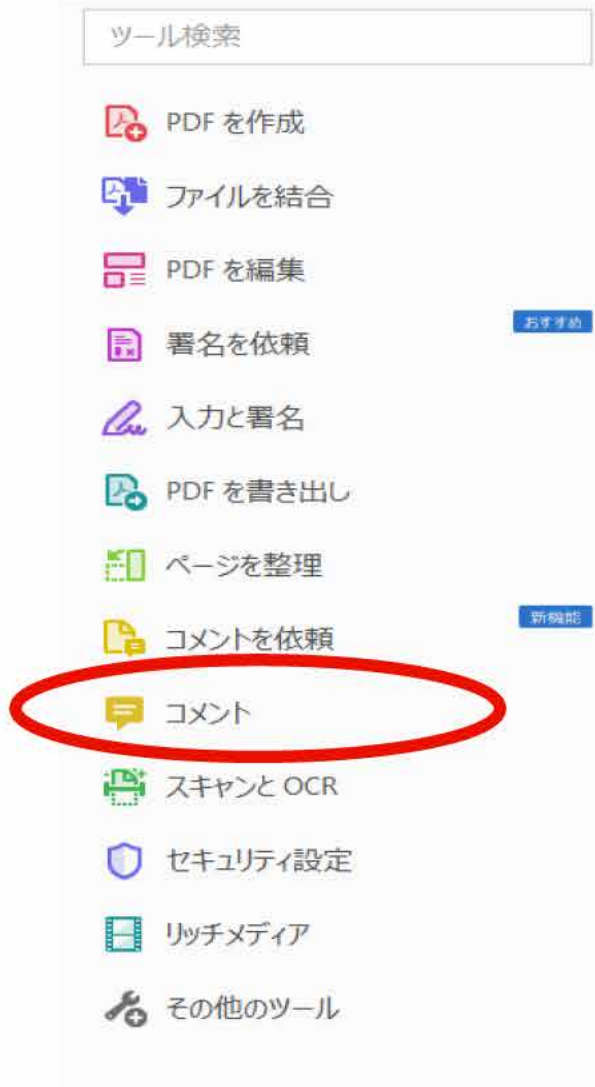 ツール検索
PDF を作成
ファイルを結合
PDF を編集
おすすめ
署名を依頼
入力と署名
PDF を書き出し
ページを整理
新機能
コメントを依頼
コメント
スキャンと OCR
セキュリティ設定
リッチメディア
その他のツール